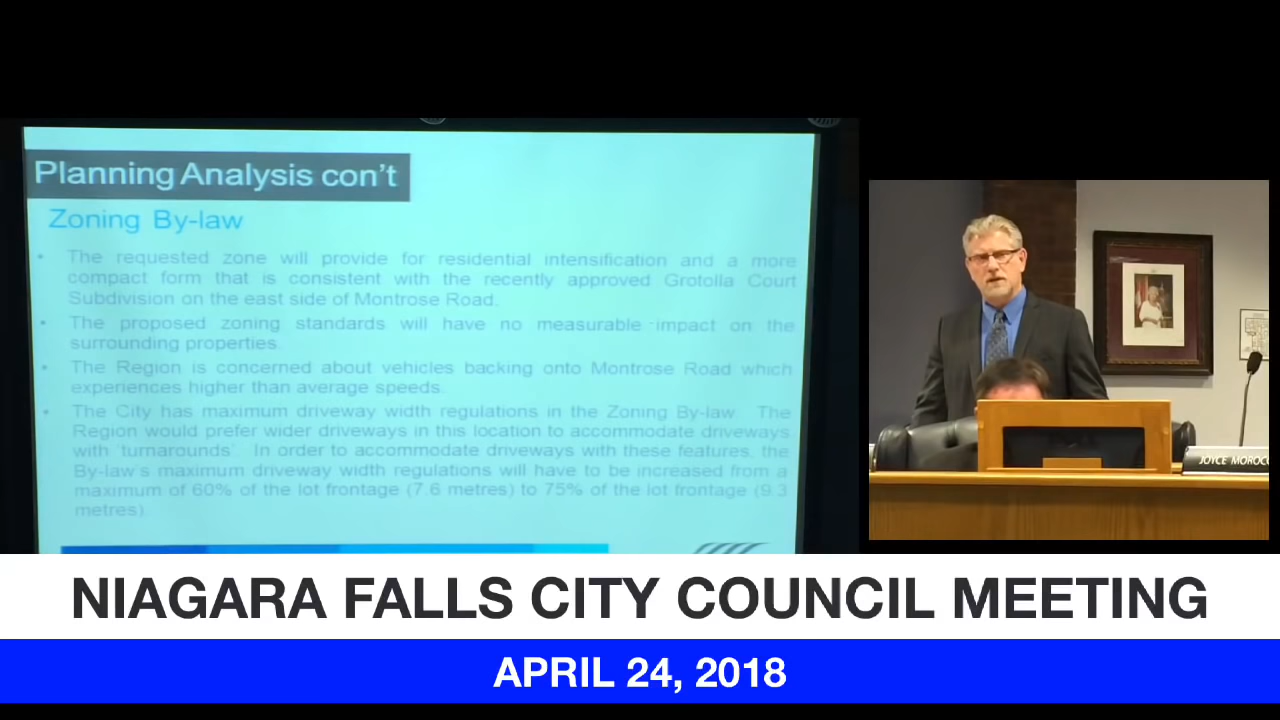 Planning Analysis con't
Zoning By-law
• The requested zone will provide for residential intensification and a more
compact form that is consistent with the recently approved Grotolla Court
Subdivision on the east side of Montrose Road.
• The proposed zoning standards will have no measurable impact on the
surrounding properties.
• The Region is concerned about vehicles backing onto Montrose Road which
experiences higher than average speeds.
• The City has maximum driveway width regulations in the Zoning By-law. The
Region would prefer wider driveways in this location to accommodate driveways
with 'turnarounds'. In order to accommodate driveways with these features, the
By-law's maximum driveway width regulations have to be increased from a
maximum of 60% of the lot frontage (7.6 metres) to 75% of the lot frontage (9.3
metres).
JOYCE MOROCC
NIAGARA FALLS CITY COUNCIL MEETING
APRIL 24, 2018